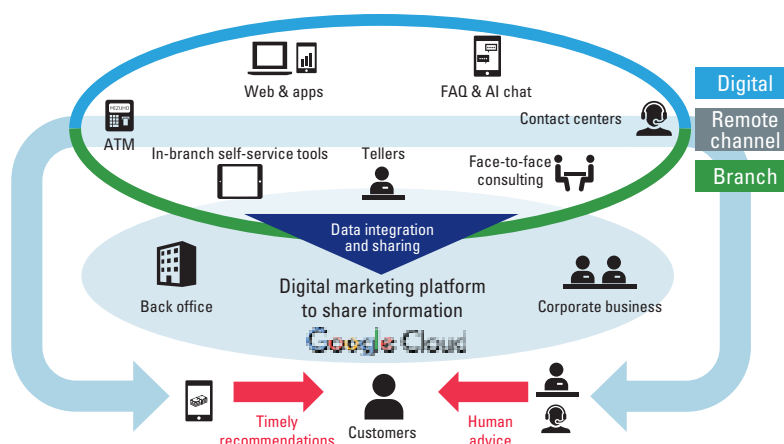 Web & apps
FAQ & AI chat
Digital
MIZUHO
ATM
Contact centers
Remote
channel
In-branch self-service tools
Tellers
Face-to-face
consulting
Branch
Data integration
and sharing
Back office
Digital marketing platform
to share information
Google Cloud
Corporate business
Timely
recommendations
Customers
Human
advice